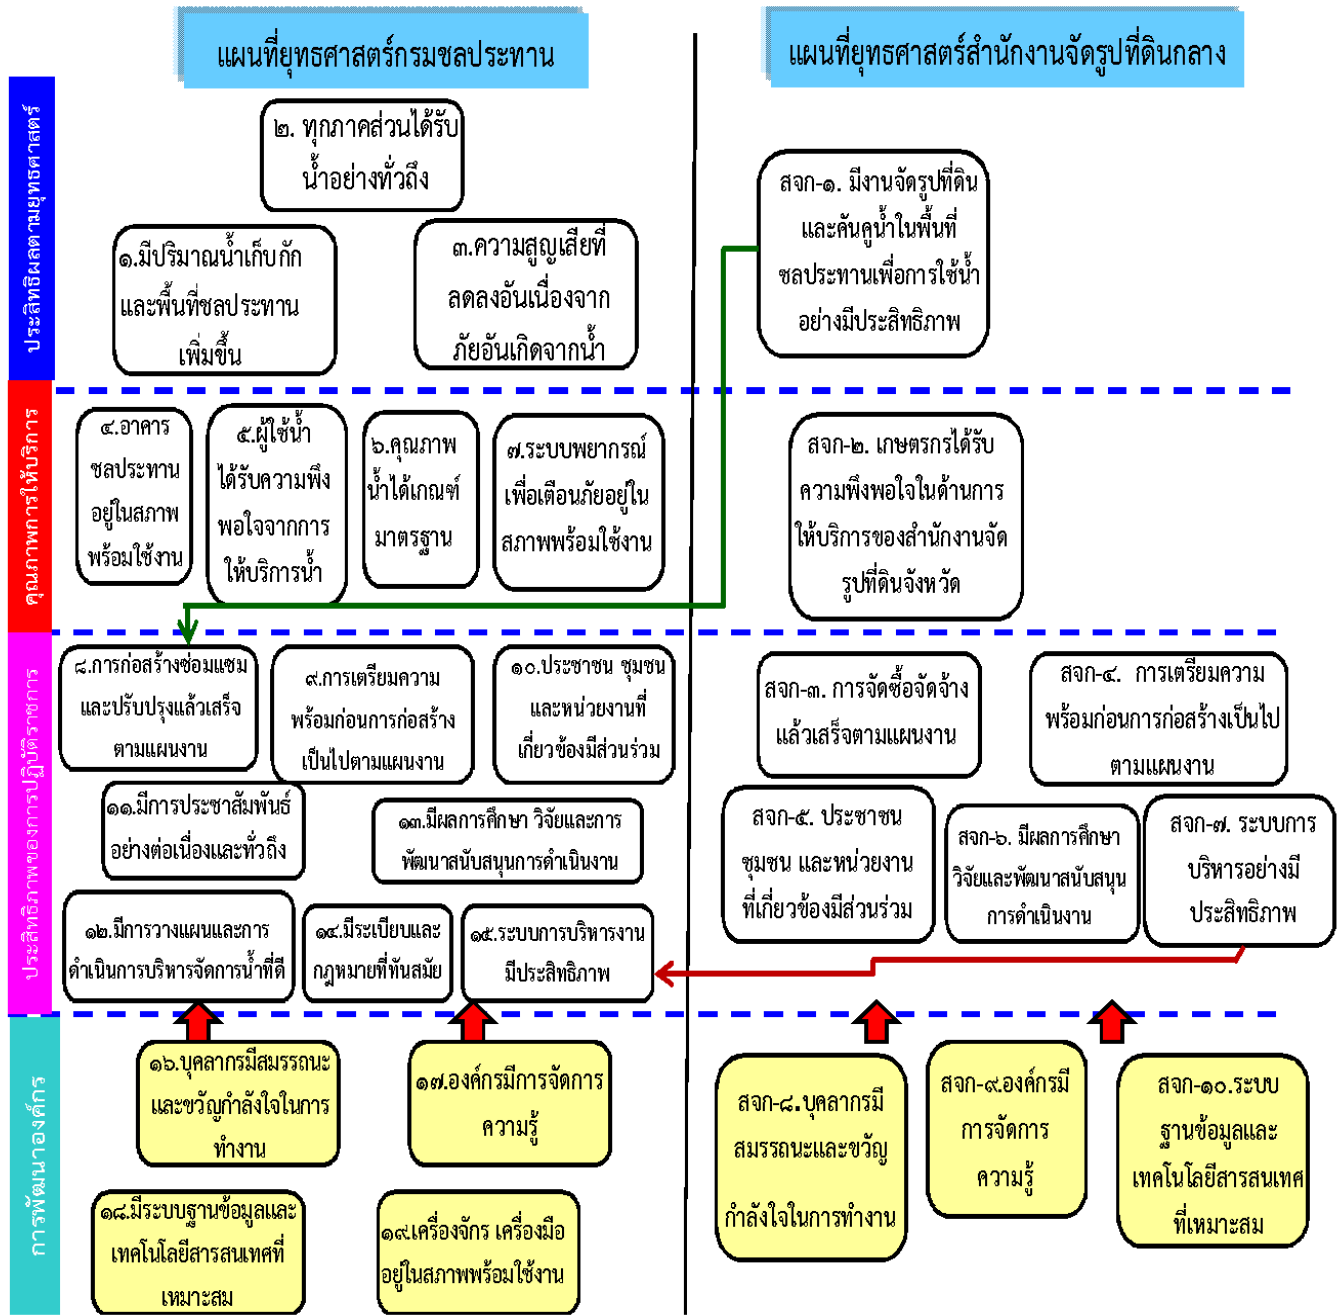 แผนที่ยุทธศาสตร์กรมชลประทาน
แผนที่ยุทธศาสตร์สำนักงานจัดรูปที่ดินกลาง
ประสิทธิผลตามยุทธศาสตร์
๒. ทุกภาคส่วนได้รับ
น้ำอย่างทั่วถึง
๑.มีปริมาณน้ำเก็บกัก
และพื้นที่ชลประทาน
เพิ่มขึ้น
๓.ความสูญเสียที่
ลดลงอันเนื่องจาก
ภัยอันเกิดจากน้ำ
สจก-๑. มีงานจัดรูปที่ดิน
และคันคูน้ำในพื้นที่
ชลประทานเพื่อการใช้น้ำ
อย่างมีประสิทธิภาพ
คุณภาพการให้บริการ
๔.อาคาร
ชลประทาน
อยู่ในสภาพ
พร้อมใช้งาน
๕.ผู้ใช้น้ำ
ได้รับความพึง
พอใจจากการ
ให้บริการน้ำ
๖.คุณภาพ
น้ำได้เกณฑ์
มาตรฐาน
๗.ระบบพยากรณ์
เพื่อเตือนภัยอยู่ใน
สภาพพร้อมใช้งาน
สจก-๒. เกษตรกรได้รับ
ความพึงพอใจในด้านการ
ให้บริการของสำนักงานจัด
รูปที่ดินจังหวัด
ประสิทธิภาพของการปฏิบัติราชการ
๘.การก่อสร้างซ่อมแซม
และปรับปรุงแล้วเสร็จ
ตามแผนงาน
๙.การเตรียมความ
พร้อมก่อนการก่อสร้าง
เป็นไปตามแผนงาน
๑๐.ประชาชน ชุมชน
และหน่วยงานที่
เกี่ยวข้องมีส่วนร่วม
สจก-๓. การจัดซื้อจัดจ้าง
แล้วเสร็จตามแผนงาน
สจก-๔. การเตรียมความ
พร้อมก่อนการก่อสร้างเป็นไป
ตามแผนงาน
๑๑.มีการประชาสัมพันธ์
อย่างต่อเนื่องและทั่วถึง
๑๓.มีผลการศึกษา วิจัยและการ
พัฒนาสนับสนุนการดำเนินงาน
สจก-๕. ประชาชน
ชุมชน และหน่วยงาน
ที่เกี่ยวข้องมีส่วนร่วม
สจก-๖. มีผลการศึกษา
วิจัยและพัฒนาสนับสนุน
การดำเนินงาน
สจก-๗. ระบบการ
บริหารอย่างมี
ประสิทธิภาพ
๑๒.มีการวางแผนและการ
ดำเนินการบริหารจัดการน้ำที่ดี
๑๔.มีระเบียบและ
กฎหมายที่ทันสมัย
๑๕.ระบบการบริหารงาน
มีประสิทธิภาพ
การพัฒนาองค์กร
๑๖.บุคลากรมีสมรรถนะ
และขวัญกำลังใจในการ
ทำงาน
๑๗.องค์กรมีการจัดการ
ความรู้
สจก-๘.บุคลากรมี
สมรรถนะและขวัญ
กำลังใจในการทำงาน
สจก-๙.องค์กรมี
การจัดการ
ความรู้
สจก-๑๐.ระบบ
ฐานข้อมูลและ
เทคโนโลยีสารสนเทศ
ที่เหมาะสม
๑๘.มีระบบฐานข้อมูลและ
เทคโนโลยีสารสนเทศที่
เหมาะสม
๑๙.เครื่องจักร เครื่องมือ
อยู่ในสภาพพร้อมใช้งาน